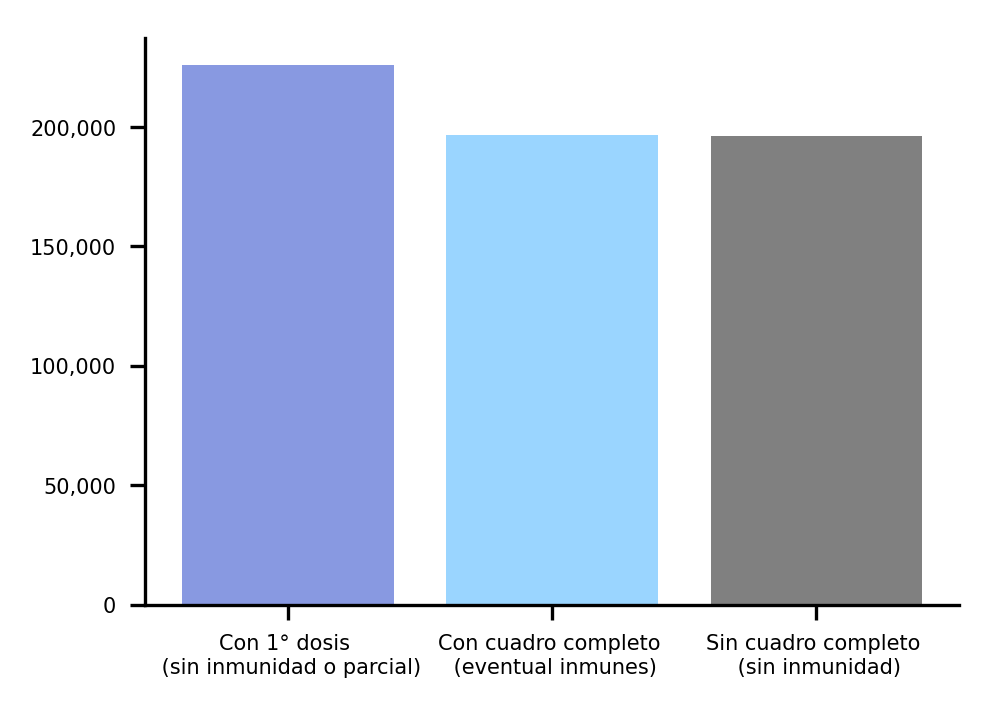 200,000
150,000
100,000
50,000
0
Con 1° dosis
(sin inmunidad o parcial)
Con cuadro completo
(eventual inmunes)
Sin cuadro completo
(sin inmunidad)